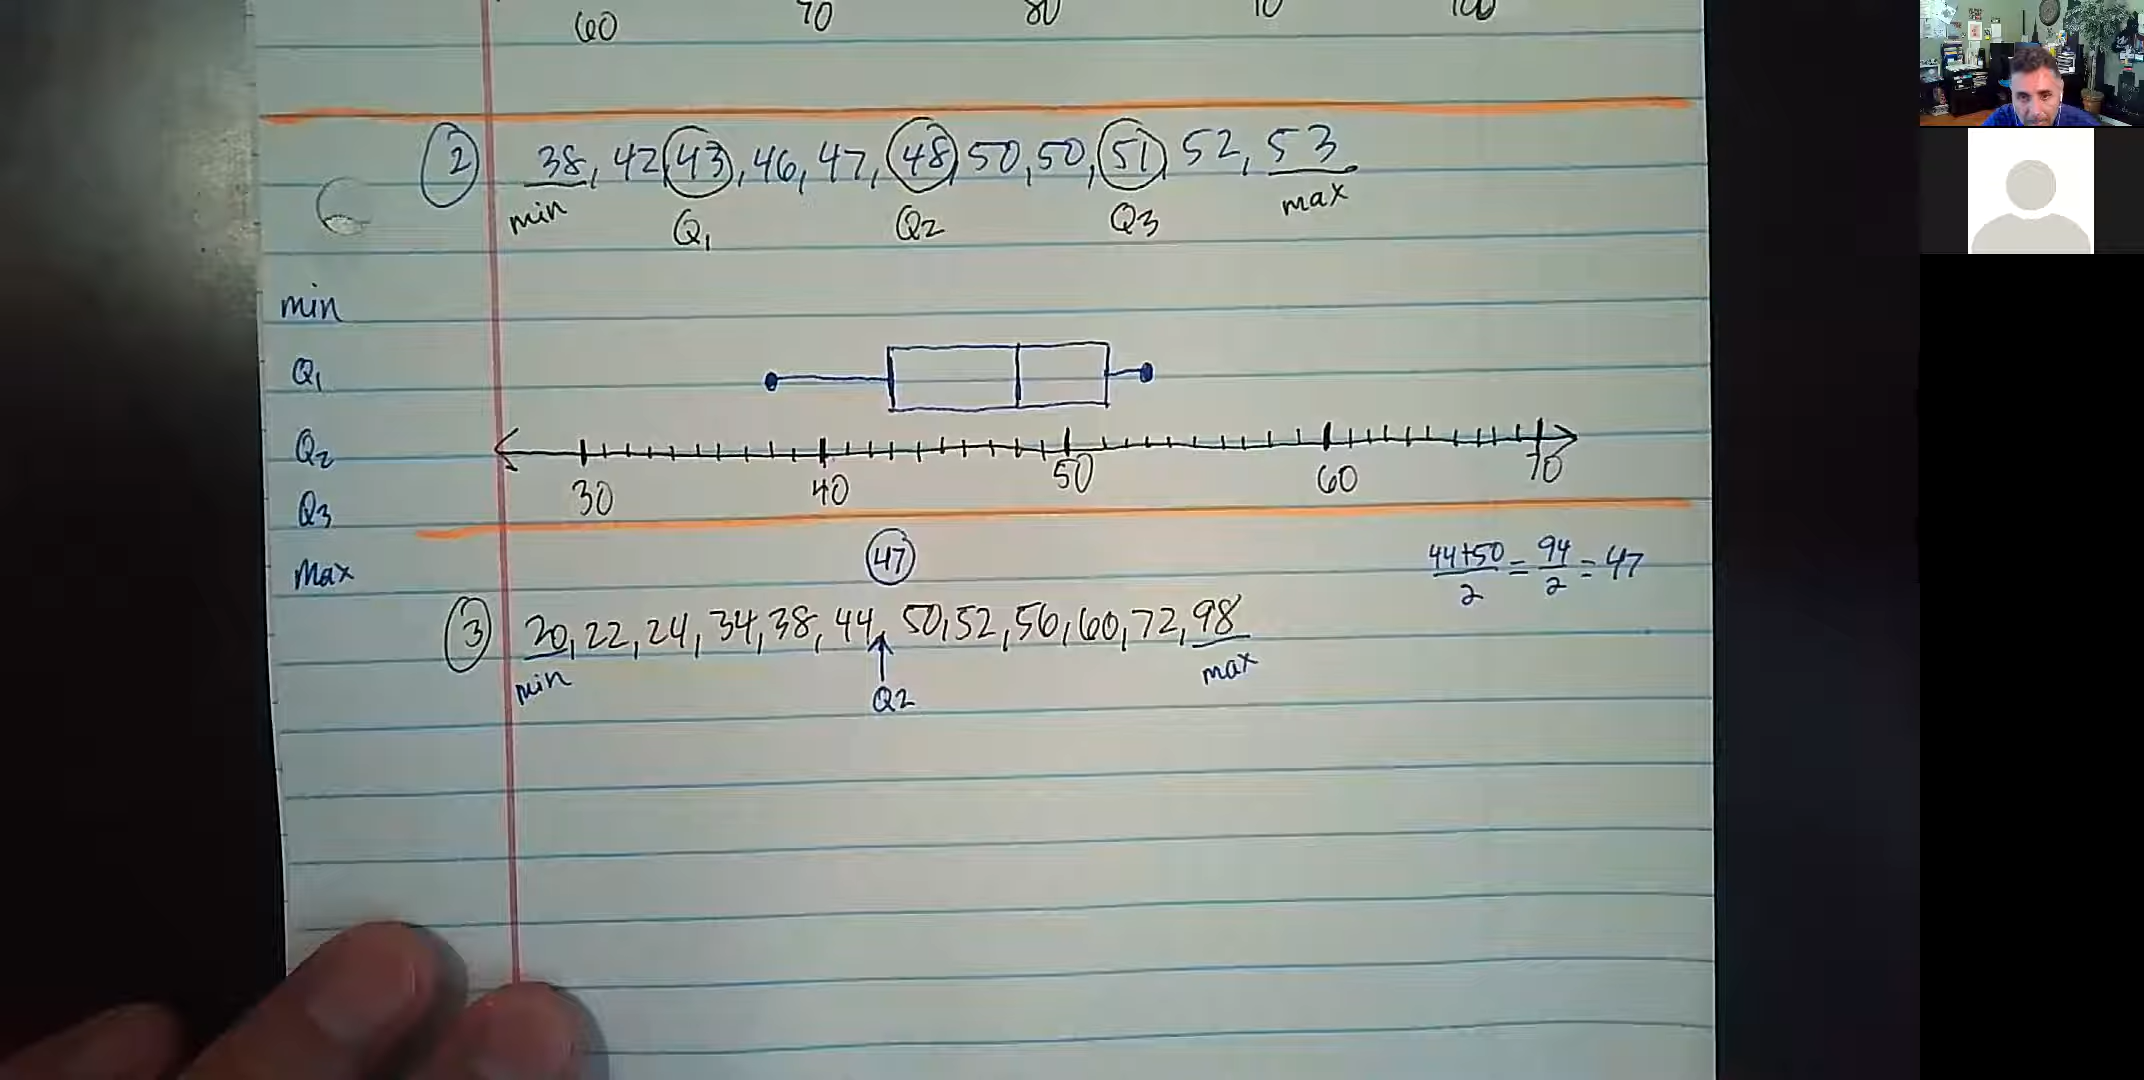 60 70 80
② 38, 42 43, 46, 47, 48 50, 50, 51 52, 53
min Q1 Q2 Q3 max
min
Q1
Q2
30 40 50 60 70
Q3
47
44+50/2 = 94/2 = 47
Max
③ 20, 22, 24, 34, 38, 44, 50, 52, 56, 60, 72, 98
min Q2 max